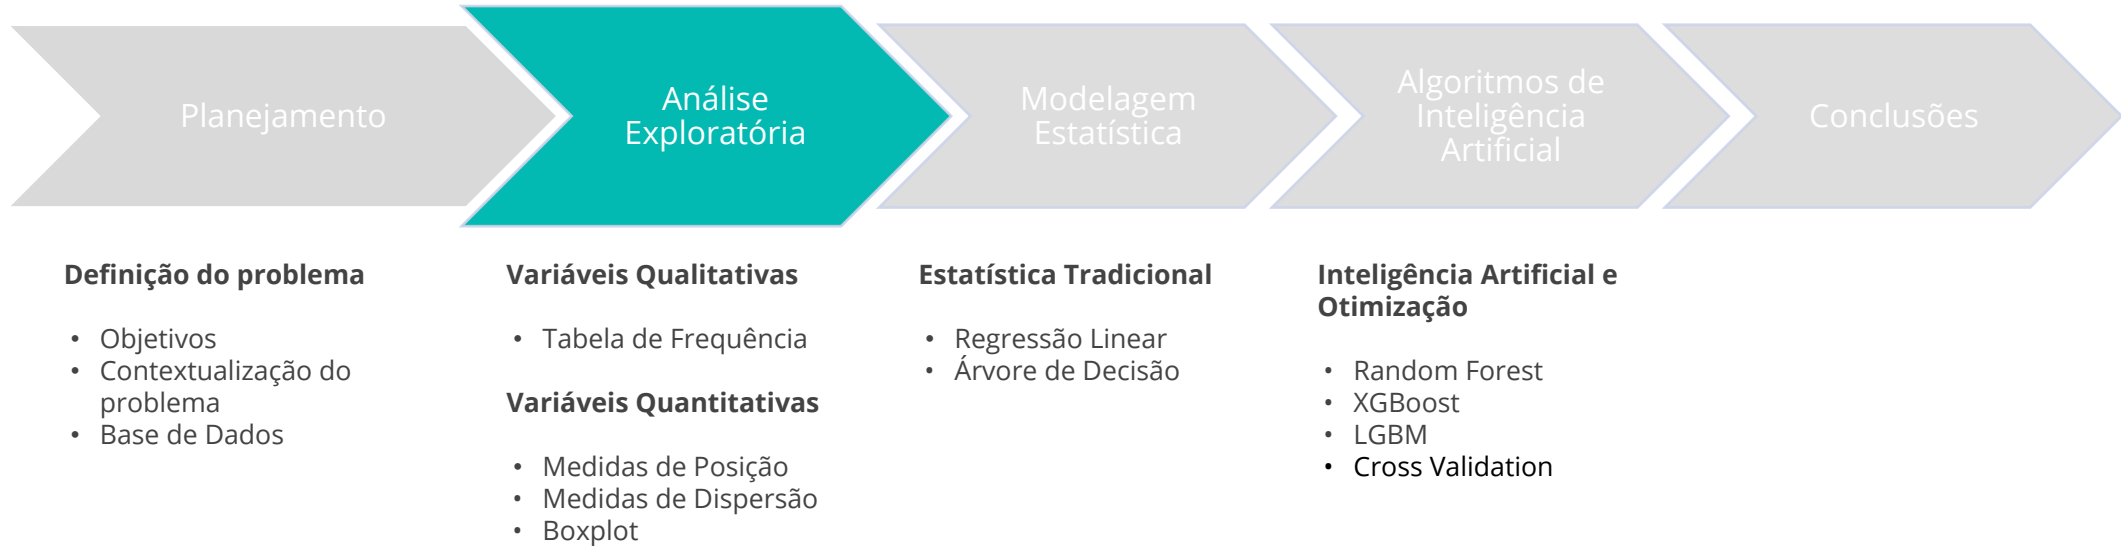 Planejamento
Análise
Exploratória
Modelagem
Estatística
Algoritmos de
Inteligência
Artificial
Conclusões
Definição do problema
• Objetivos
• Contextualização do
problema
• Base de Dados
Variáveis Qualitativas
• Tabela de Frequência
Variáveis Quantitativas
• Medidas de Posição
• Medidas de Dispersão
• Boxplot
Estatística Tradicional
• Regressão Linear
• Árvore de Decisão
Inteligência Artificial e
Otimização
• Random Forest
• XGBoost
• LGBM
• Cross Validation